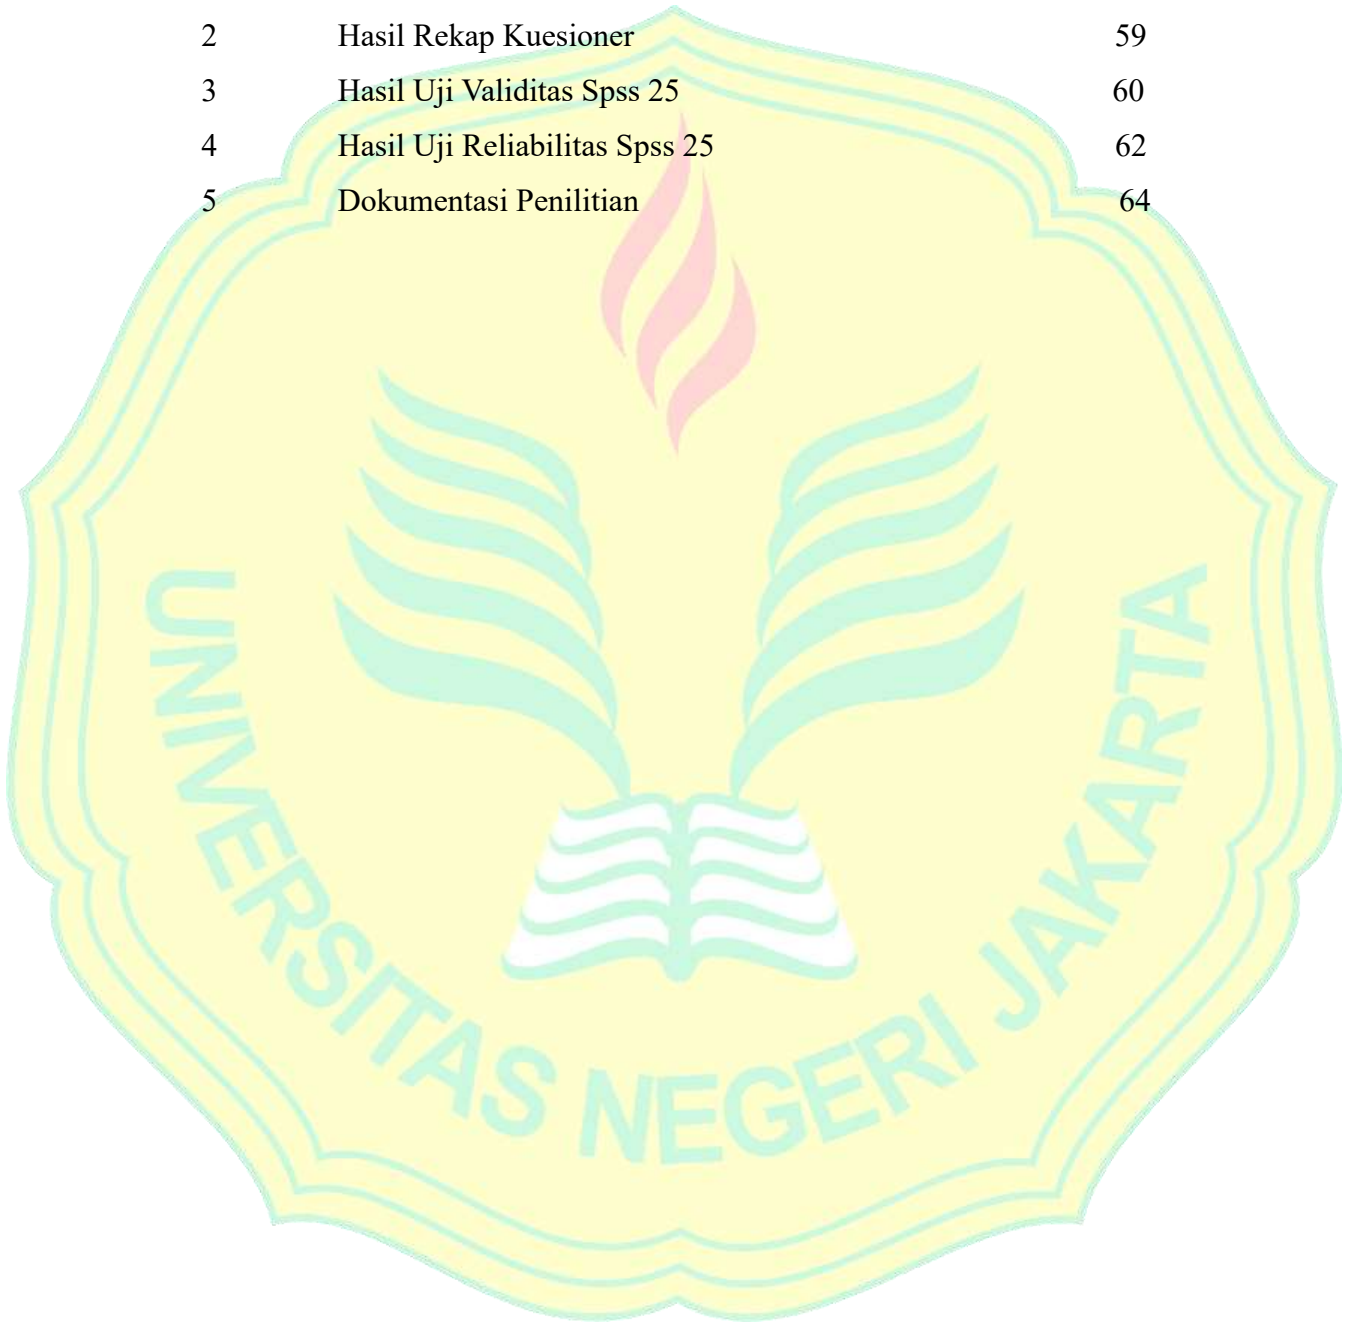 2 Hasil Rekap Kuesioner 59
3 Hasil Uji Validitas Spss 25 60
4 Hasil Uji Reliabilitas Spss 25 62
5 Dokumentasi Penilitian 64
UNIVERSITAS NEGERI JAKARTA